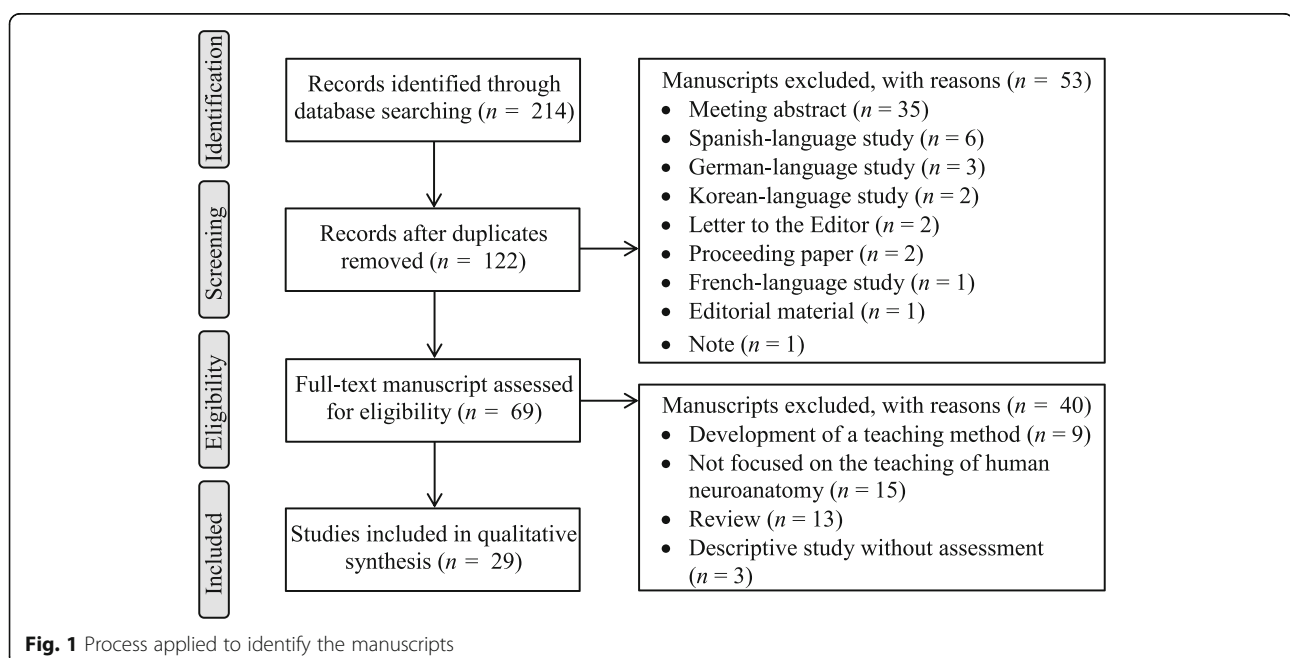 Identification
Records identified through
database searching (n = 214)
Manuscripts excluded, with reasons (n = 53)
• Meeting abstract (n = 35)
• Spanish-language study (n = 6)
• German-language study (n = 3)
• Korean-language study (n = 2)
• Letter to the Editor (n = 2)
• Proceeding paper (n = 2)
• French-language study (n = 1)
• Editorial material (n = 1)
• Note (n = 1)
Screening
Records after duplicates
removed (n = 122)
Eligibility
Full-text manuscript assessed
for eligibility (n = 69)
Manuscripts excluded, with reasons (n = 40)
• Development of a teaching method (n = 9)
• Not focused on the teaching of human
neuroanatomy (n = 15)
• Review (n = 13)
• Descriptive study without assessment
(n = 3)
Included
Studies included in qualitative
synthesis (n = 29)
Fig. 1 Process applied to identify the manuscripts